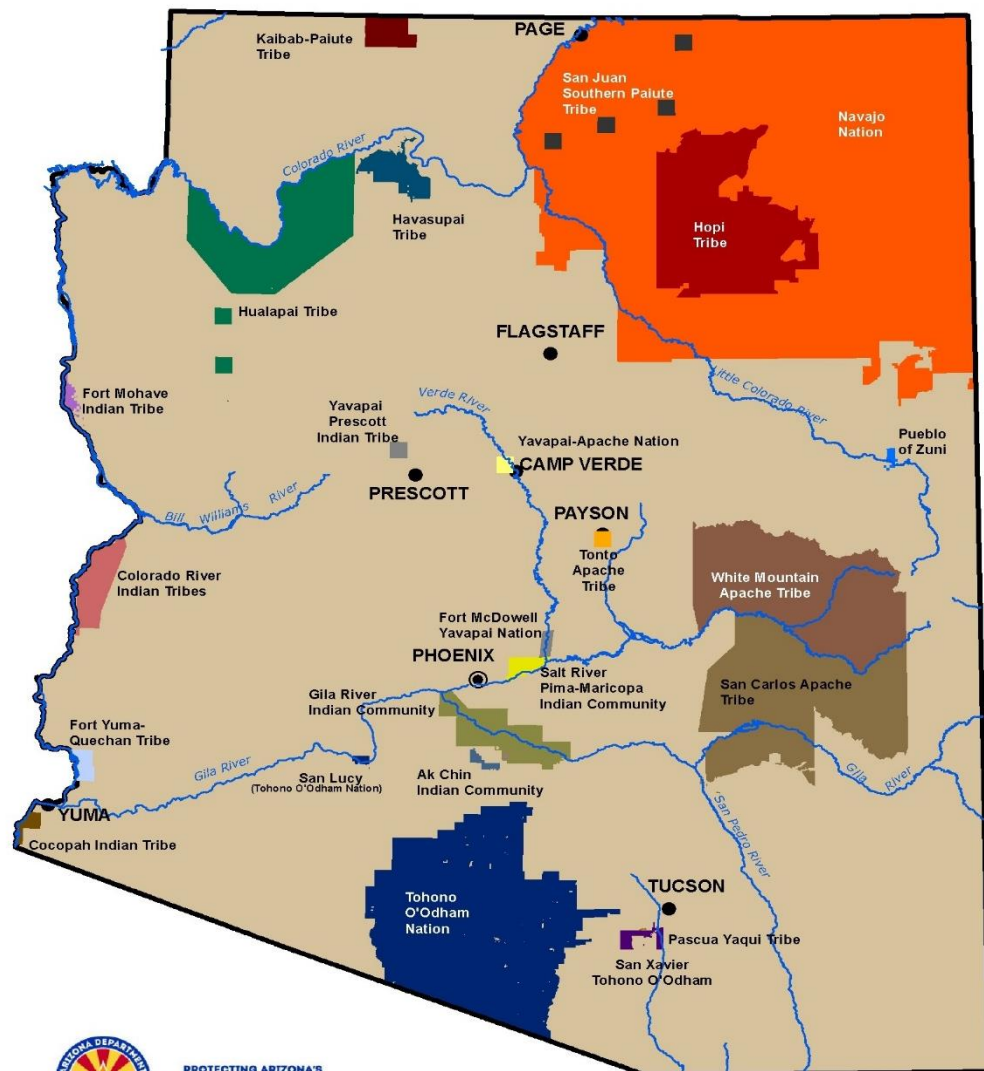 Kaibab-Paiute
Tribe
PAGE
San Juan
Southern Paiute
Tribe
Navajo
Nation
Colorado River
Havasupai
Tribe
Hopi
Tribe
Hualapai Tribe
FLAGSTAFF
Fort Mohave
Indian Tribe
Verde River
Little Colorado River
Yavapai
Prescott
Indian Tribe
Yavapai-Apache Nation
CAMP VERDE
Pueblo
of Zuni
PRESCOTT
Bill Williams River
PAYSON
Tonto
Apache
Tribe
Colorado River
Indian Tribes
White Mountain
Apache Tribe
Fort McDowell
Yavapai Nation
PHOENIX
Salt River
Pima-Maricopa
Indian Community
Gila River
Indian Community
San Carlos Apache
Tribe
Fort Yuma-
Quechan Tribe
Gila River
San Lucy
(Tohono O'Odham Nation)
Ak Chin
Indian Community
Gila River
YUMA
Cocopah Indian Tribe
San Pedro River
Tohono
O'Odham
Nation
TUCSON
Pascua Yaqui Tribe
San Xavier
Tohono O'Odham
ARIZONA DEPARTMENT
PROTECTING ARIZONA'S